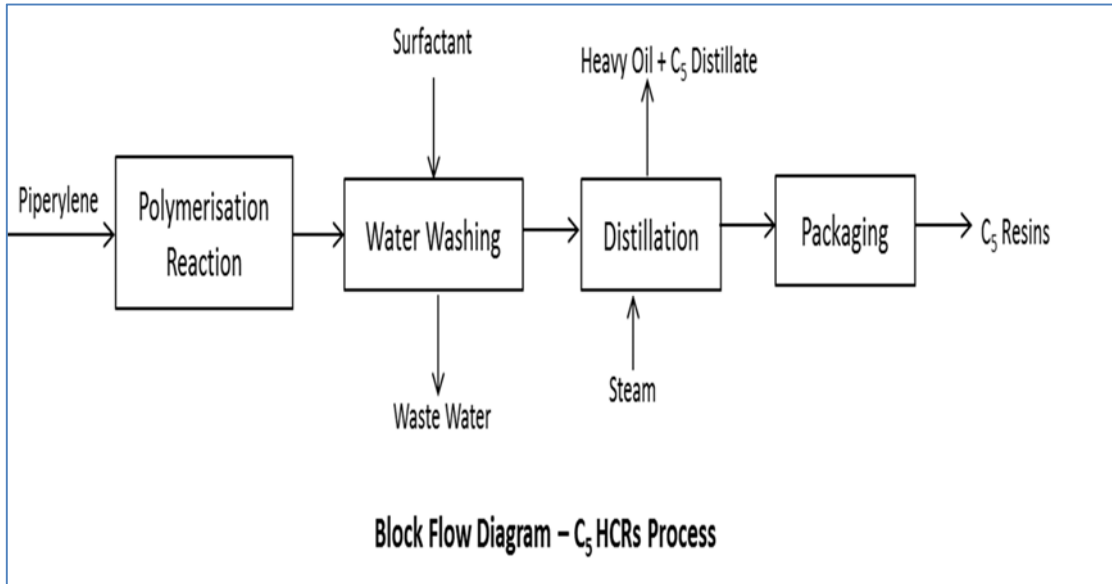 Surfactant
Heavy Oil + C₅ Distillate
Piperylene
Polymerisation
Reaction
Water Washing
Distillation
Packaging
C₅ Resins
Steam
Waste Water
Block Flow Diagram – C₅ HCRs Process